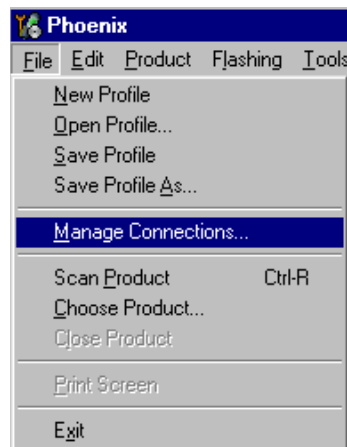 Phoenix
File Edit Product Flashing Tools
New Profile
Open Profile...
Save Profile
Save Profile As...
Manage Connections...
Scan Product Ctrl-R
Choose Product...
Close Product
Print Screen
Exit